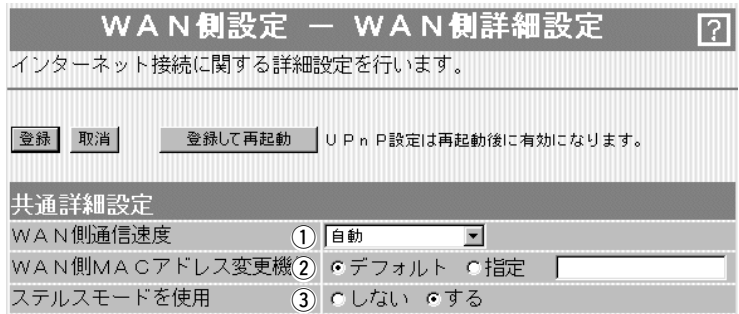 WAN側設定 － WAN側詳細設定 ?
インターネット接続に関する詳細設定を行います。
登録 取消 登録して再起動 UPnP設定は再起動後に有効になります。
共通詳細設定
WAN側通信速度 ① 自動
WAN側MACアドレス変更機 ② デフォルト 指定
ステルスモードを使用 ③ しない する